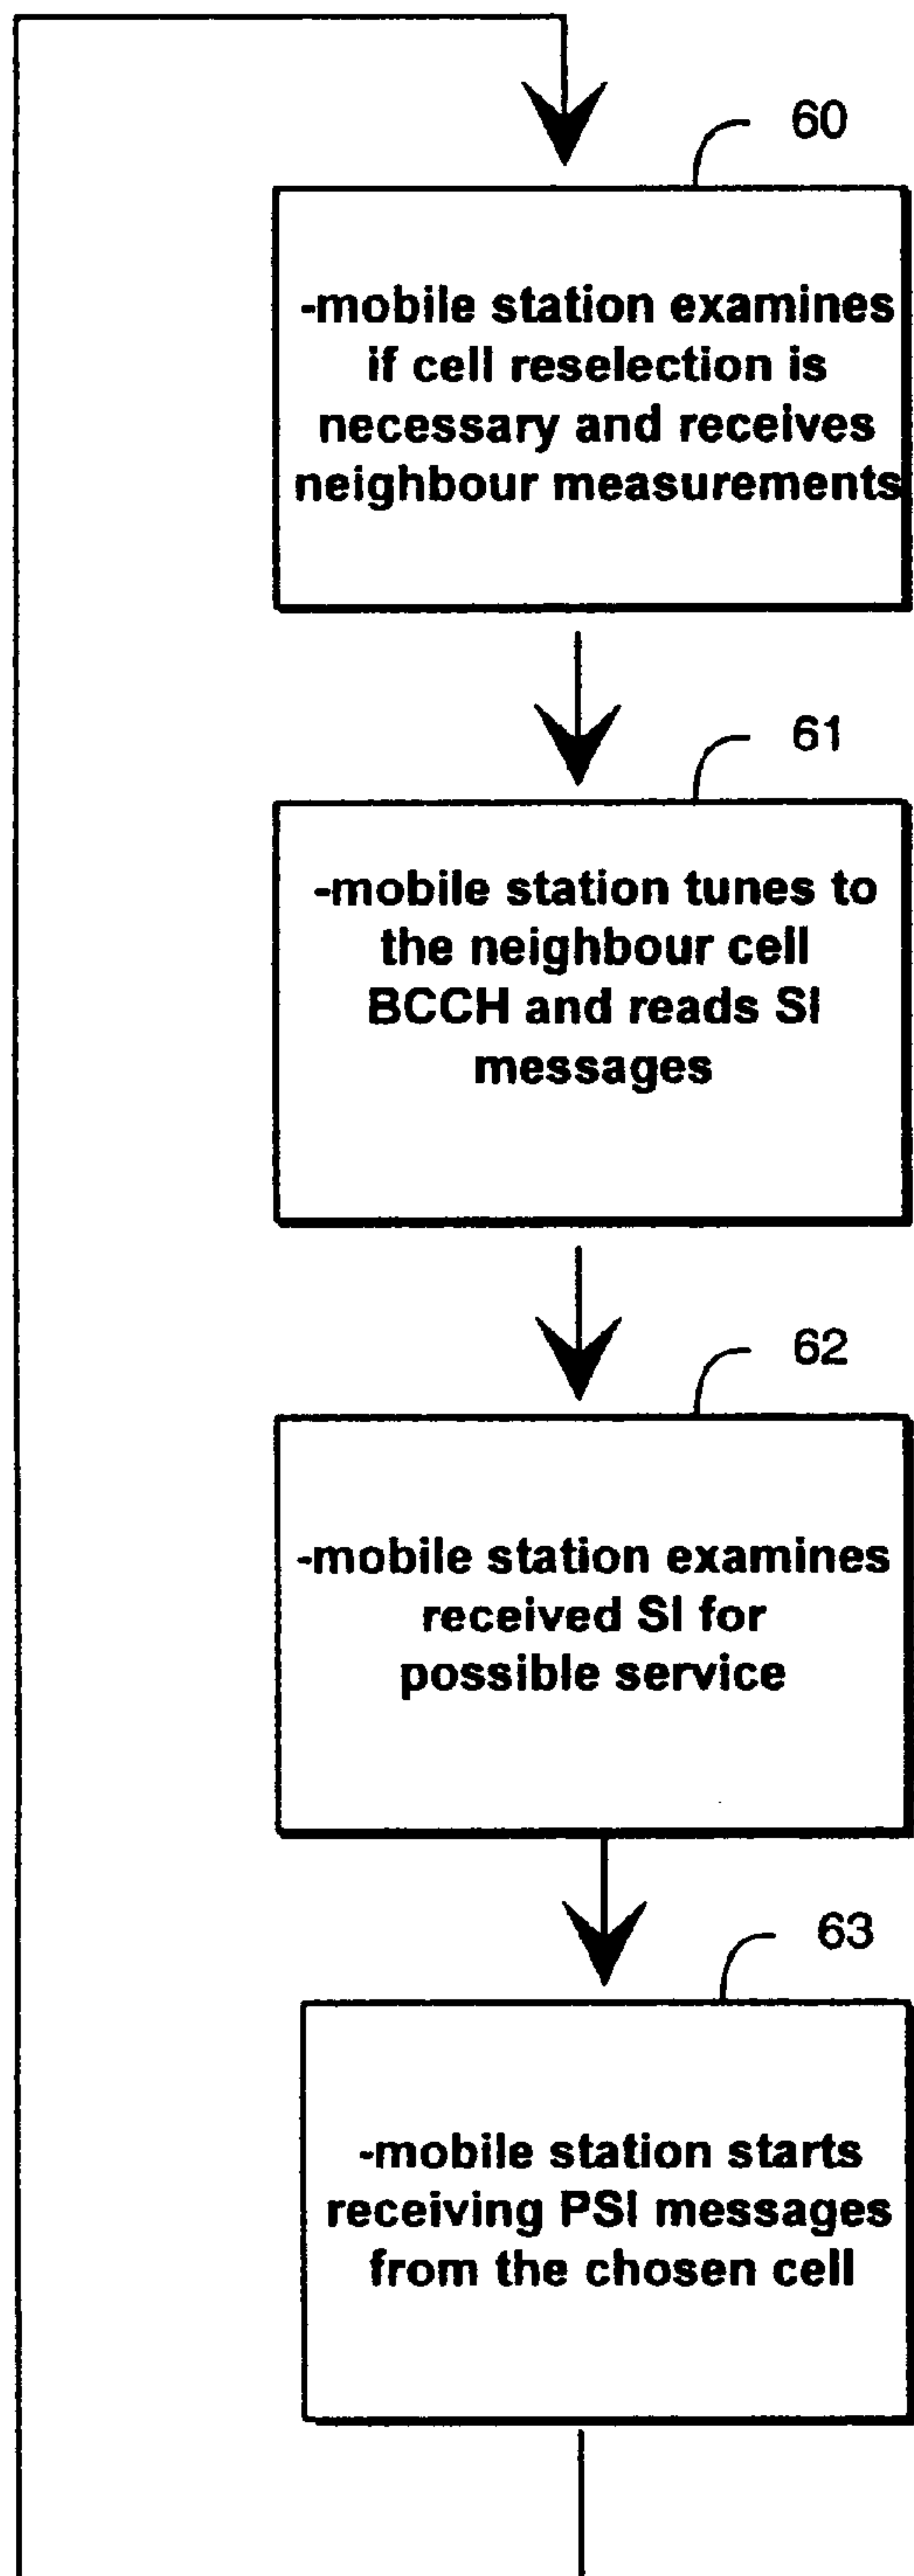 60
-mobile station examines
if cell reselection is
necessary and receives
neighbour measurements
61
-mobile station tunes to
the neighbour cell
BCCH and reads SI
messages
62
-mobile station examines
received SI for
possible service
63
-mobile station starts
receiving PSI messages
from the chosen cell